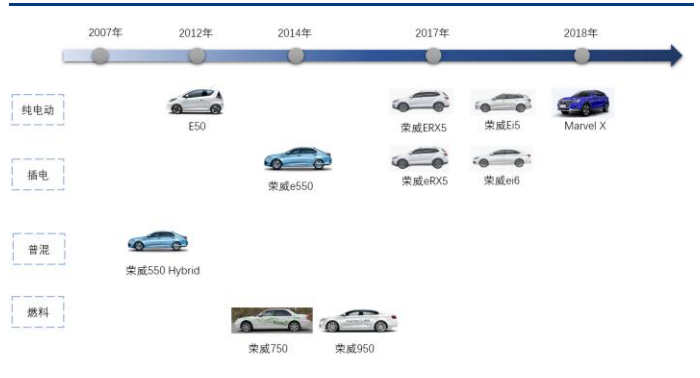 2007年 2012年 2014年 2017年 2018年
纯电动
E50 荣威ERX5 荣威Ei5 Marvel X
插电
荣威e550 荣威eRX5 荣威ei6
普混
荣威550 Hybrid
燃料
荣威750 荣威950